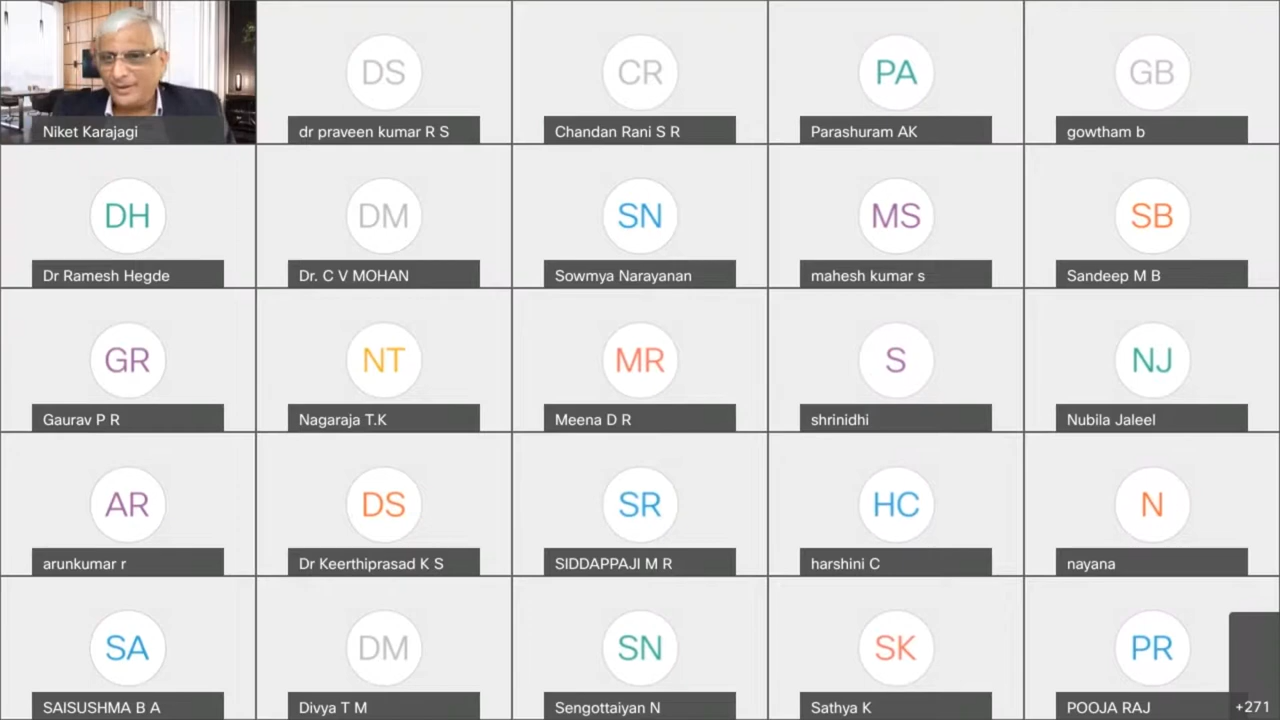 Niket Karajagi
DS
dr praveen kumar R S
CR
Chandan Rani S R
PA
Parashuram AK
GB
gowtham b
DH
Dr Ramesh Hegde
DM
Dr. C V MOHAN
SN
Sowmya Narayanan
MS
mahesh kumar s
SB
Sandeep M B
GR
Gaurav P R
NT
Nagaraja T.K
MR
Meena D R
S
shrinidhi
NJ
Nubila Jaleel
AR
arunkumar r
DS
Dr Keerthiprasad K S
SR
SIDDAPPAJI M R
HC
harshini C
N
nayana
SA
SAISUSHMA B A
DM
Divya T M
SN
Sengottaiyan N
SK
Sathya K
PR
POOJA RAJ
+271